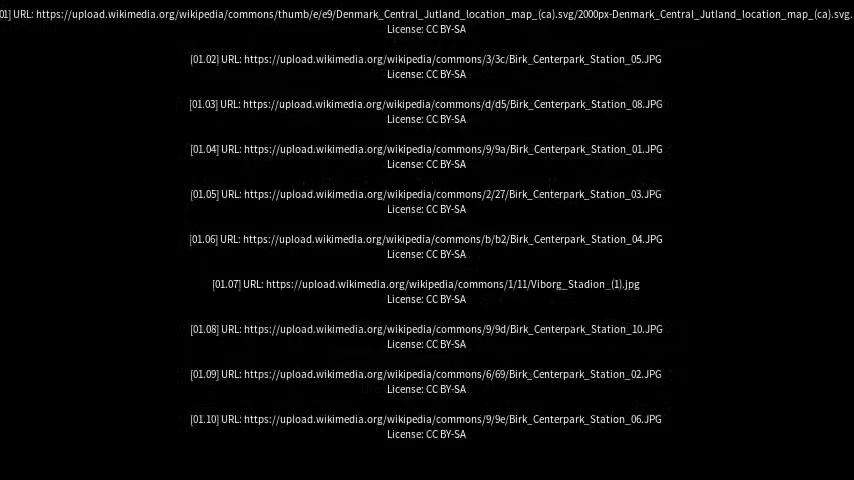 01] URL: https://upload.wikimedia.org/wikipedia/commons/thumb/e/e9/Denmark_Central_Jutland_location_map_(ca).svg/2000px-Denmark_Central_Jutland_location_map_(ca).svg.
License: CC BY-SA
[01.02] URL: https://upload.wikimedia.org/wikipedia/commons/3/3c/Birk_Centerpark_Station_05.JPG
License: CC BY-SA
[01.03] URL: https://upload.wikimedia.org/wikipedia/commons/d/d5/Birk_Centerpark_Station_08.JPG
License: CC BY-SA
[01.04] URL: https://upload.wikimedia.org/wikipedia/commons/9/9a/Birk_Centerpark_Station_01.JPG
License: CC BY-SA
[01.05] URL: https://upload.wikimedia.org/wikipedia/commons/2/27/Birk_Centerpark_Station_03.JPG
License: CC BY-SA
[01.06] URL: https://upload.wikimedia.org/wikipedia/commons/b/b2/Birk_Centerpark_Station_04.JPG
License: CC BY-SA
[01.07] URL: https://upload.wikimedia.org/wikipedia/commons/1/11/Viborg_Stadion_(1).jpg
License: CC BY-SA
[01.08] URL: https://upload.wikimedia.org/wikipedia/commons/9/9d/Birk_Centerpark_Station_10.JPG
License: CC BY-SA
[01.09] URL: https://upload.wikimedia.org/wikipedia/commons/6/69/Birk_Centerpark_Station_02.JPG
License: CC BY-SA
[01.10] URL: https://upload.wikimedia.org/wikipedia/commons/9/9e/Birk_Centerpark_Station_06.JPG
License: CC BY-SA